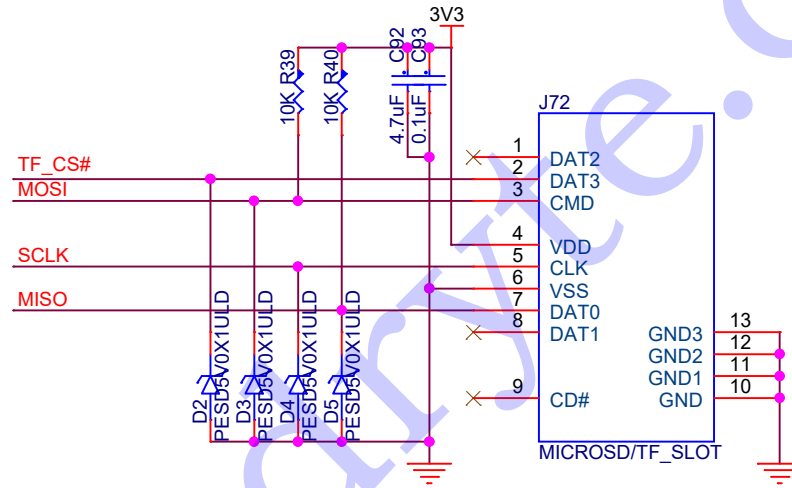 3V3
C92
C93
10K R39
10K R40
4.7uF
0.1uF
J72
TF_CS#
MOSI
SCLK
MISO
1 DAT2
2 DAT3
3 CMD
4 VDD
5 CLK
6 VSS
7 DAT0
8 DAT1
9 CD#
GND3 13
GND2 12
GND1 11
GND 10
D2
PESD5V0X1ULD
D3
PESD5V0X1ULD
D4
PESD5V0X1ULD
D5
PESD5V0X1ULD
MICROSD/TF_SLOT